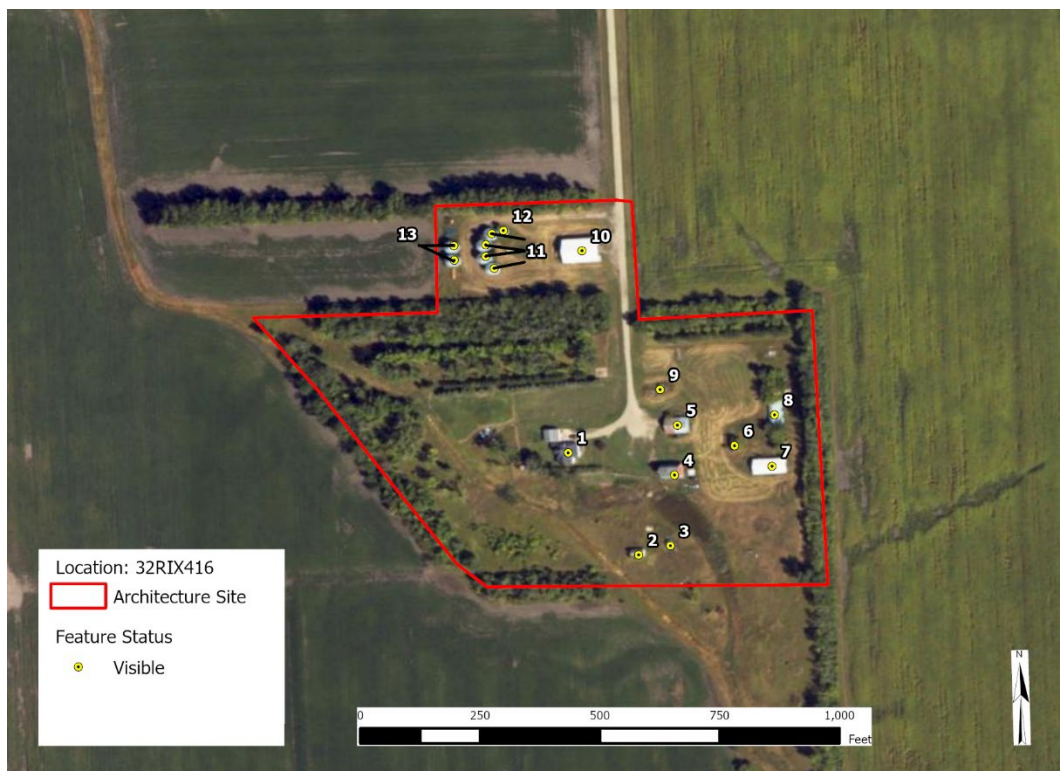 12
13
11
10
9
8
5
6
1
7
4
3
2
Location: 32RIX416
Architecture Site
Feature Status
Visible
N
0 250 500 750 1,000
Feet